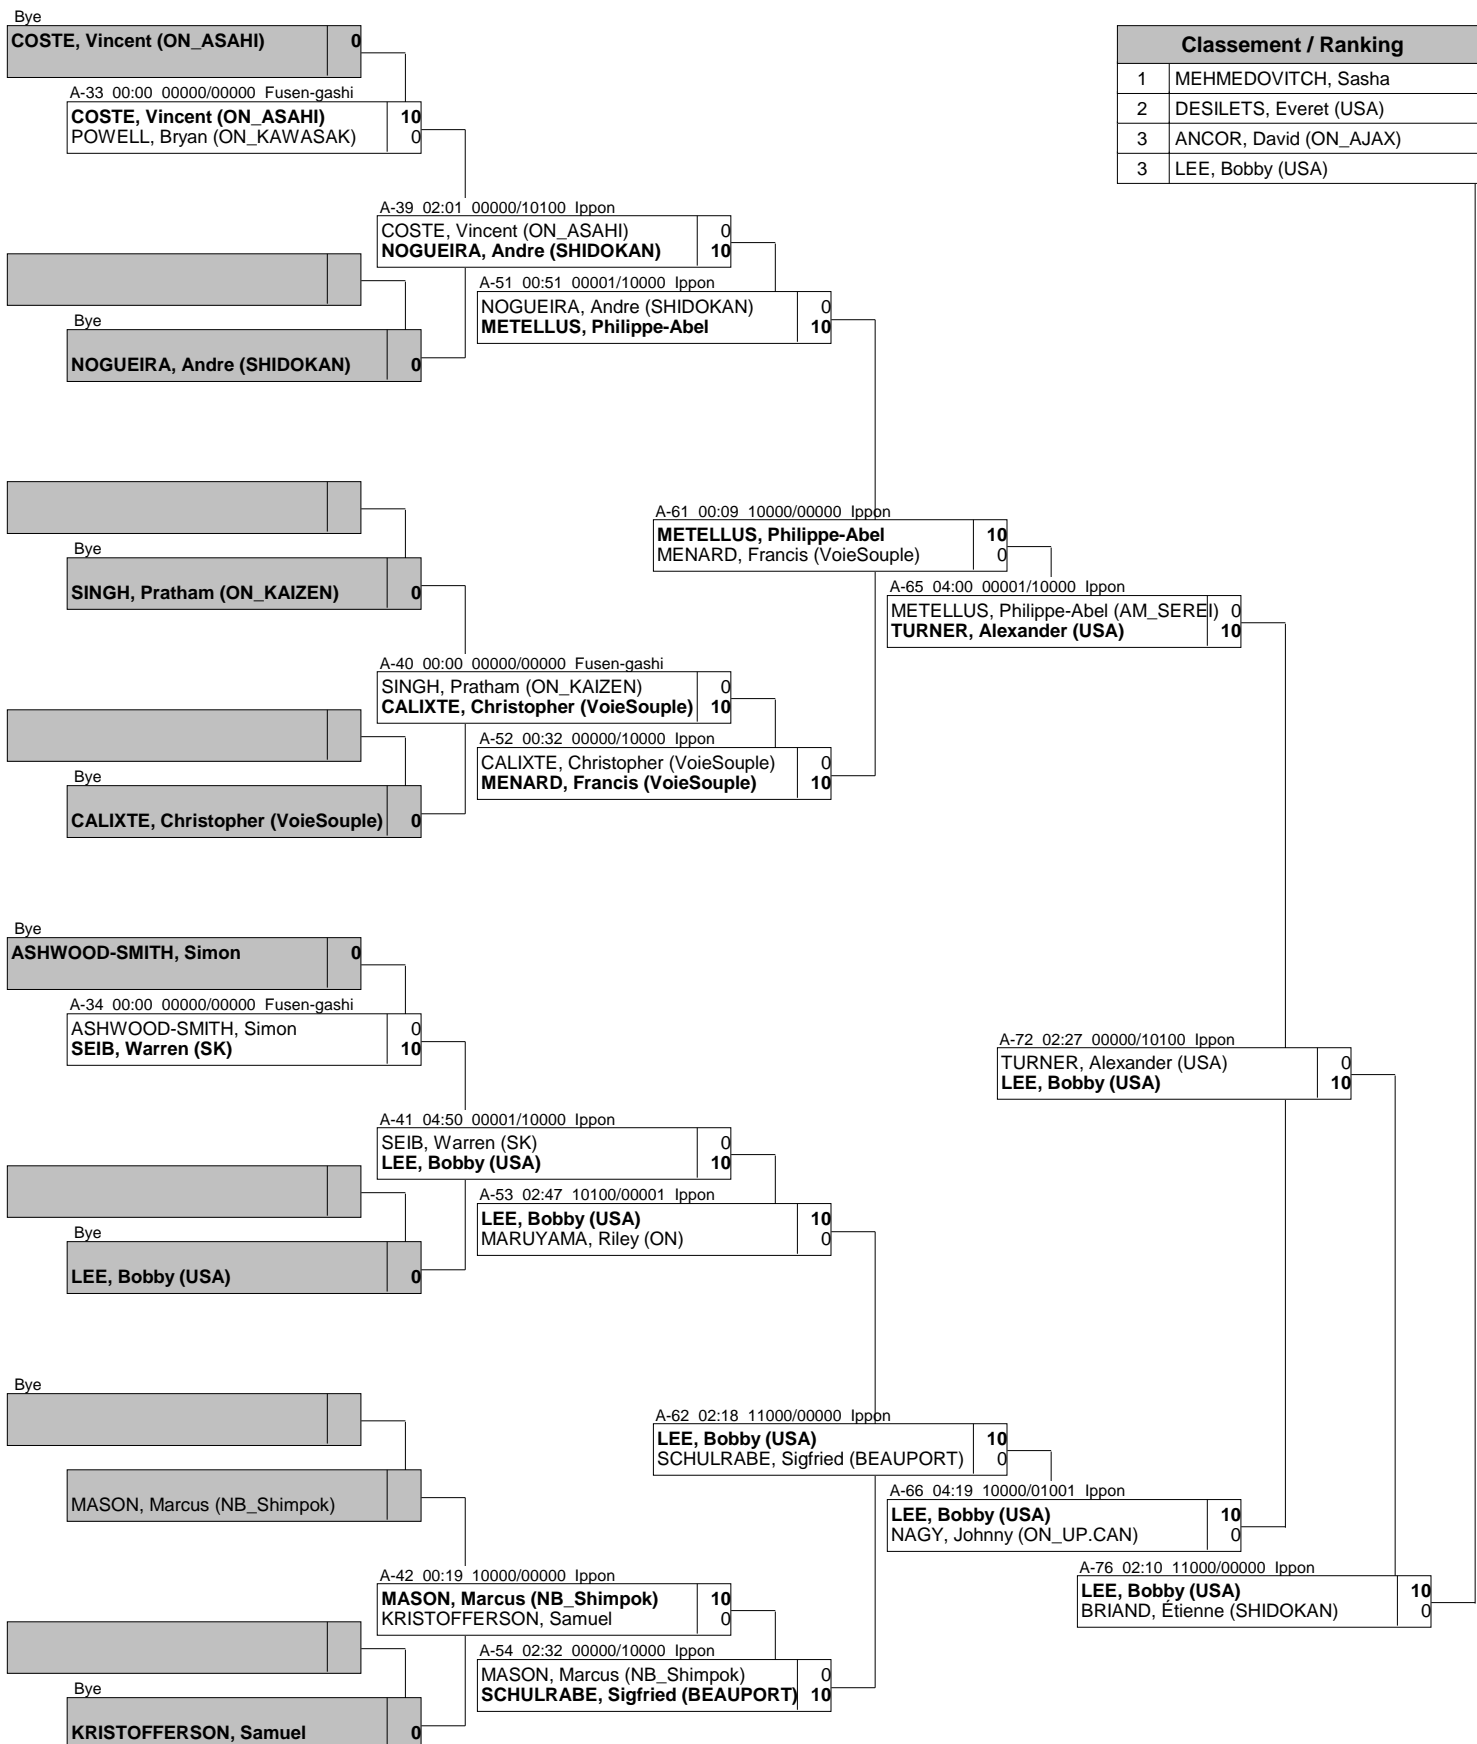 Bye
COSTE, Vincent (ON_ASAHI) 0
Classement / Ranking
1 MEHMEDOVITCH, Sasha
2 DESILETS, Everet (USA)
3 ANCOR, David (ON_AJAX)
3 LEE, Bobby (USA)
A-33 00:00 00000/00000 Fusen-gashi
COSTE, Vincent (ON_ASAHI) 10
POWELL, Bryan (ON_KAWASAK) 0
A-39 02:01 00000/10100 Ippon
COSTE, Vincent (ON_ASAHI) 0
NOGUEIRA, Andre (SHIDOKAN) 10
A-51 00:51 00001/10000 Ippon
NOGUEIRA, Andre (SHIDOKAN) 0
METELLUS, Philippe-Abel 10
Bye
NOGUEIRA, Andre (SHIDOKAN) 0
A-61 00:09 10000/00000 Ippon
METELLUS, Philippe-Abel 10
MENARD, Francis (VoieSouple) 0
Bye
SINGH, Pratham (ON_KAIZEN) 0
A-65 04:00 00001/10000 Ippon
METELLUS, Philippe-Abel (AM_SEREI) 0
TURNER, Alexander (USA) 10
A-40 00:00 00000/00000 Fusen-gashi
SINGH, Pratham (ON_KAIZEN) 0
CALIXTE, Christopher (VoieSouple) 10
A-52 00:32 00000/10000 Ippon
CALIXTE, Christopher (VoieSouple) 0
MENARD, Francis (VoieSouple) 10
Bye
CALIXTE, Christopher (VoieSouple) 0
Bye
ASHWOOD-SMITH, Simon 0
A-34 00:00 00000/00000 Fusen-gashi
ASHWOOD-SMITH, Simon 0
SEIB, Warren (SK) 10
A-72 02:27 00000/10100 Ippon
TURNER, Alexander (USA) 0
LEE, Bobby (USA) 10
A-41 04:50 00001/10000 Ippon
SEIB, Warren (SK) 0
LEE, Bobby (USA) 10
A-53 02:47 10100/00001 Ippon
LEE, Bobby (USA) 10
MARUYAMA, Riley (ON) 0
Bye
LEE, Bobby (USA) 0
Bye
A-62 02:18 11000/00000 Ippon
LEE, Bobby (USA) 10
SCHULRABE, Sigfried (BEAUPORT) 0
MASON, Marcus (NB_Shimpok)
A-66 04:19 10000/01001 Ippon
LEE, Bobby (USA) 10
NAGY, Johnny (ON_UP.CAN) 0
A-42 00:19 10000/00000 Ippon
MASON, Marcus (NB_Shimpok) 10
KRISTOFFERSON, Samuel 0
A-76 02:10 11000/00000 Ippon
LEE, Bobby (USA) 10
BRIAND, Étienne (SHIDOKAN) 0
A-54 02:32 00000/10000 Ippon
MASON, Marcus (NB_Shimpok) 0
SCHULRABE, Sigfried (BEAUPORT) 10
Bye
KRISTOFFERSON, Samuel 0